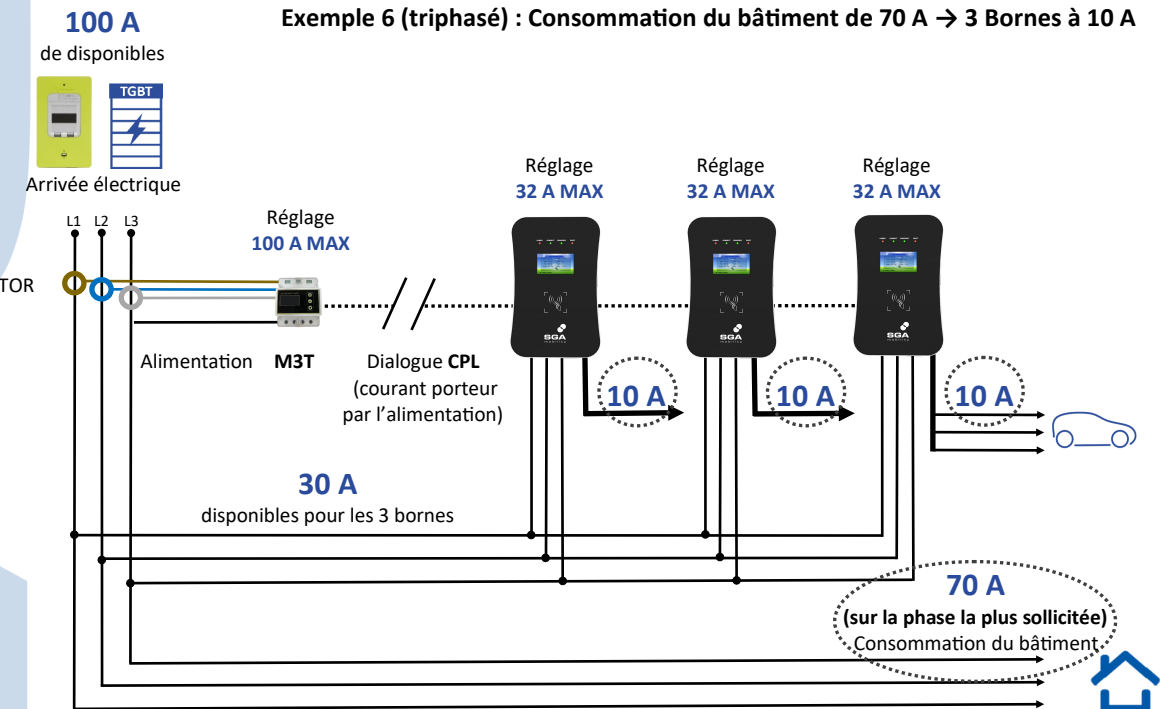 Exemple 6 (triphasé) : Consommation du bâtiment de 70 A → 3 Bornes à 10 A
100 A
de disponibles
TGBT
Arrivée électrique
L1 L2 L3
TOR
Réglage
100 A MAX
Alimentation
M3T
Dialogue CPL
(courant porteur
par l'alimentation)
Réglage
32 A MAX
Réglage
32 A MAX
Réglage
32 A MAX
SGA
mobilités
SGA
mobilités
SGA
mobilités
10 A
10 A
10 A
30 A
disponibles pour les 3 bornes
70 A
(sur la phase la plus sollicitée)
Consommation du bâtiment